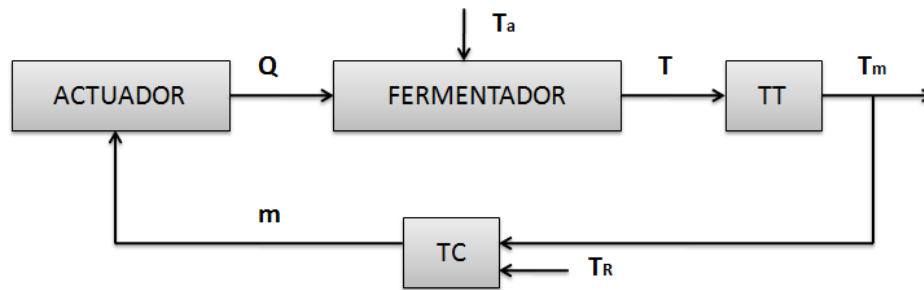 Ta
Q
T
Tm
ACTUADOR
FERMENTADOR
TT
m
TC
TR